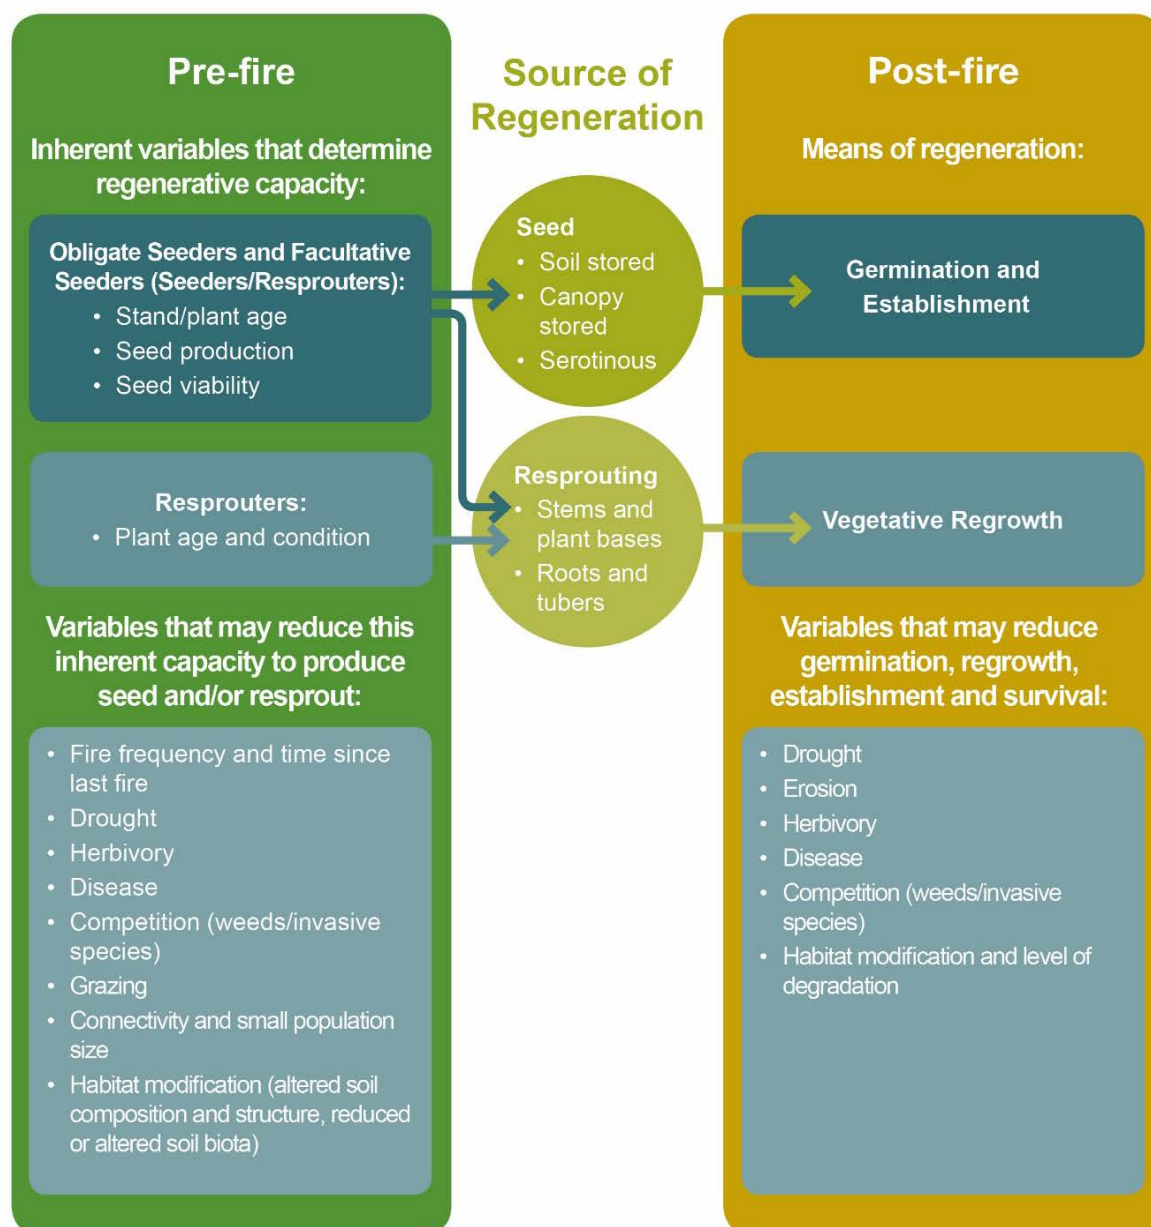 Pre-fire
Inherent variables that determine
regenerative capacity:
Obligate Seeders and Facultative
Seeders (Seeders/Resprouters):
• Stand/plant age
• Seed production
• Seed viability
Resprouters:
• Plant age and condition
Variables that may reduce this
inherent capacity to produce
seed and/or resprout:
• Fire frequency and time since
last fire
• Drought
• Herbivory
• Disease
• Competition (weeds/invasive
species)
• Grazing
• Connectivity and small population
size
• Habitat modification (altered soil
composition and structure, reduced
or altered soil biota)
Source of
Regeneration
Seed
• Soil stored
• Canopy
stored
• Serotinous
Resprouting
• Stems and
plant bases
• Roots and
tubers
Post-fire
Means of regeneration:
Germination and
Establishment
Vegetative Regrowth
Variables that may reduce
germination, regrowth,
establishment and survival:
• Drought
• Erosion
• Herbivory
• Disease
• Competition (weeds/invasive
species)
• Habitat modification and level of
degradation